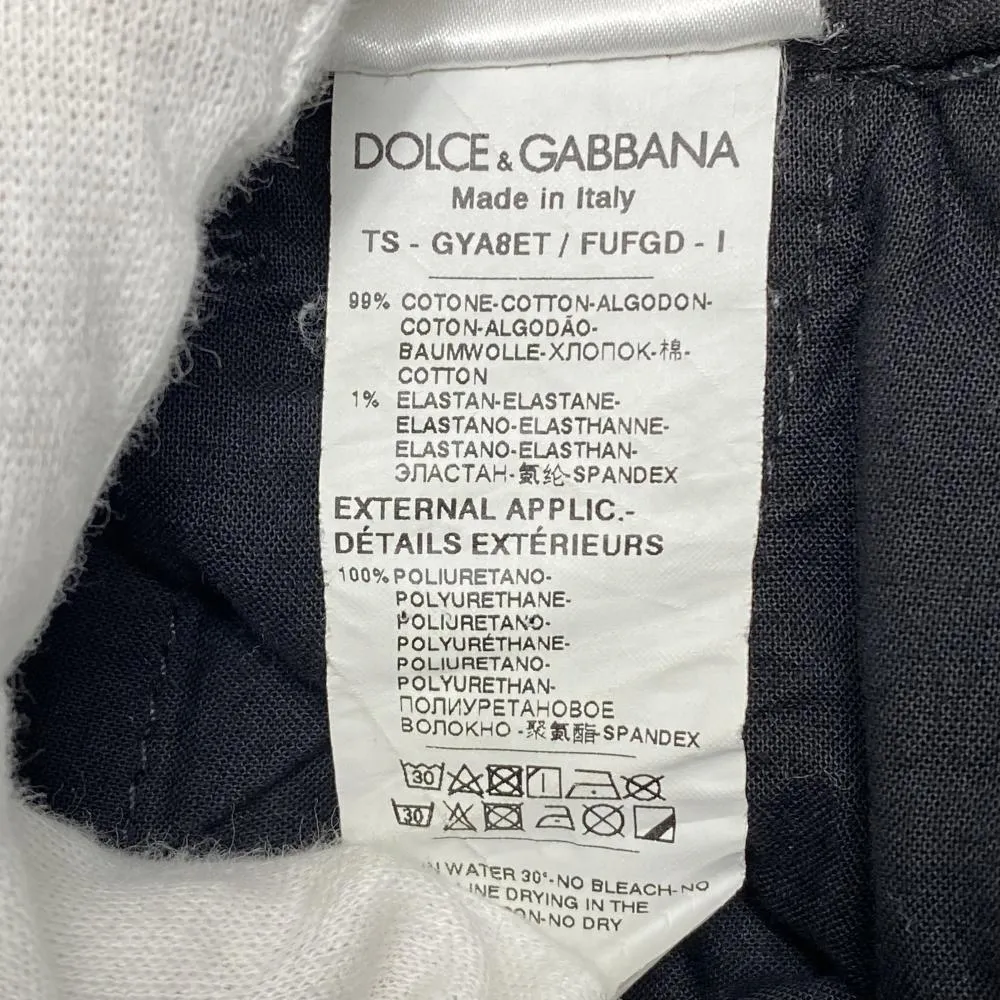 DOLCE & GABBANA
Made in Italy
TS - GYA8ET / FUFGD - I
99% COTONE-COTTON-ALGODON-
COTON-ALGODÃO-
BAUMWOLLE-ХЛОПОК-棉-
COTTON
1% ELASTAN-ELASTANE-
ELASTANO-ELASTHANNE-
ELASTANO-ELASTHAN-
ЭЛАСТАН-氨纶-SPANDEX
EXTERNAL APPLIC.-
DÉTAILS EXTÉRIEURS
100% POLIURETANO-
POLYURETHANE-
POLIURETANO-
POLYURÉTHANE-
POLIURETANO-
POLYURETHAN-
ПОЛИУРЕТАНОВОЕ
ВОЛОКНО-聚氨酯-SPANDEX
30
30
WATER 30°-NO BLEACH-NO
DRYING IN THE
-NO DRY